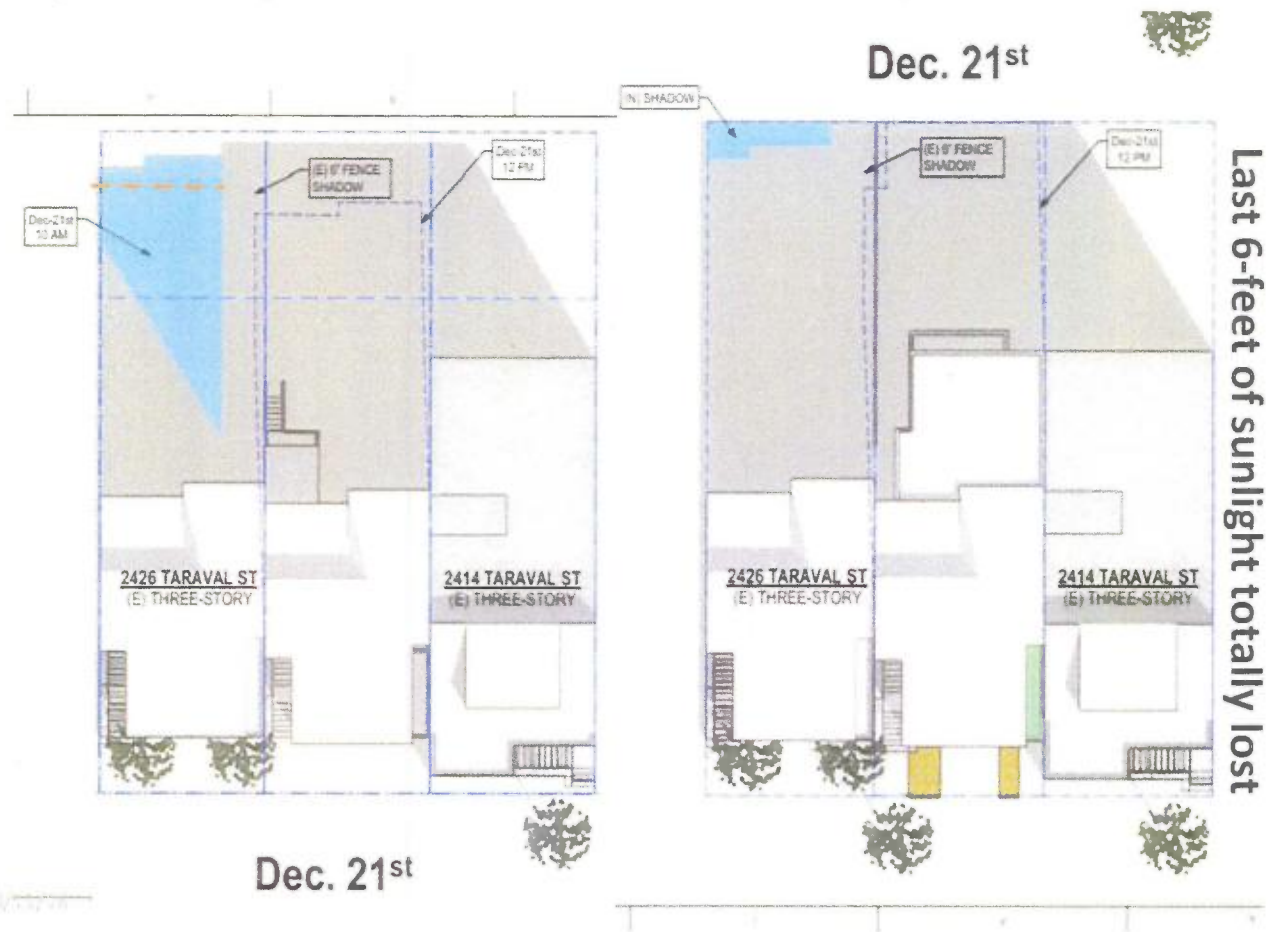 Dec. 21st
(N) SHADOW
(E) 6' FENCE
SHADOW
Dec-21st
12 PM
Dec-21st
10 AM
2426 TARAVAL ST
(E) THREE-STORY
2414 TARAVAL ST
(E) THREE-STORY
Dec. 21st
(E) 6' FENCE
SHADOW
Dec-21st
12 PM
2426 TARAVAL ST
(E) THREE-STORY
2414 TARAVAL ST
(E) THREE-STORY
Last 6-feet of sunlight totally lost